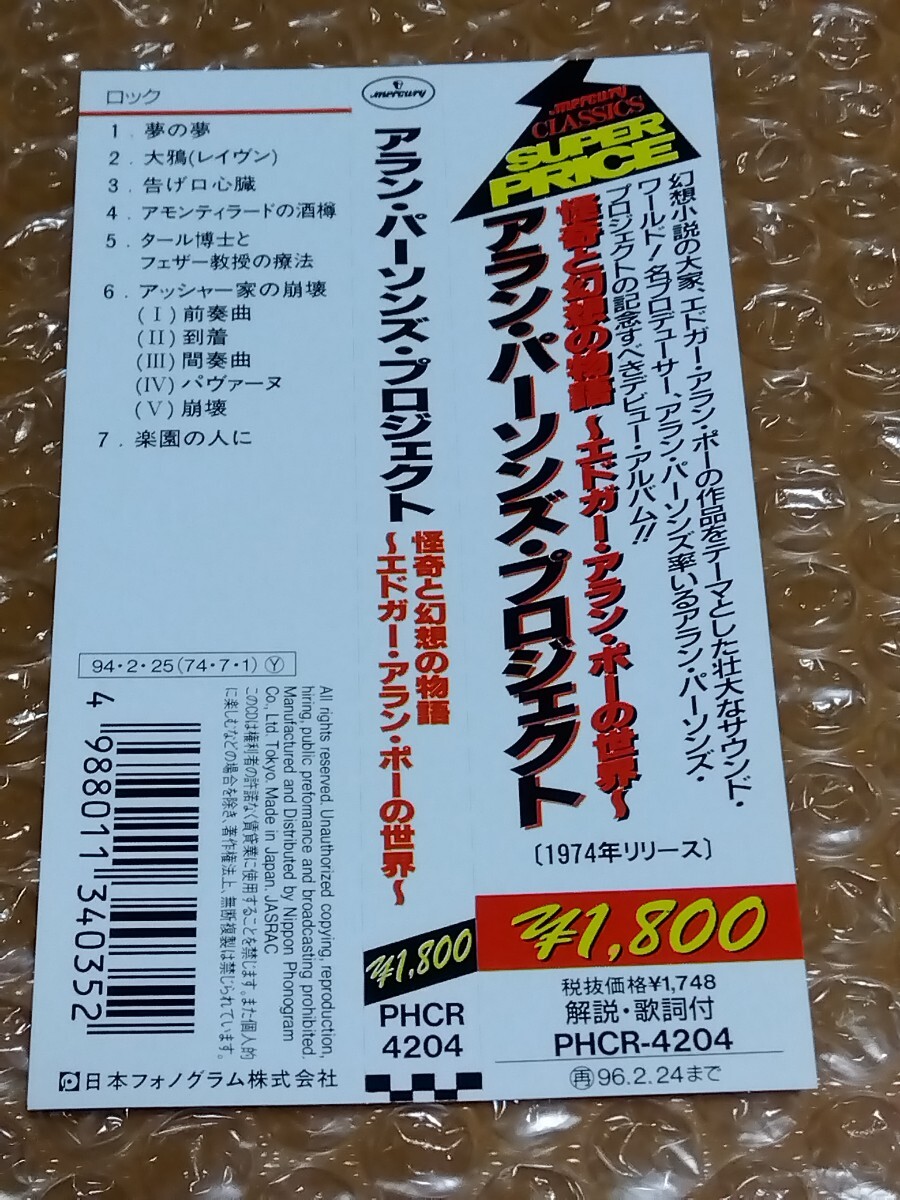 ロック
1. 夢の夢
2. 大鴉(レイヴン)
3. 告げ口心臓
4. アモンティラードの酒樽
5. タール博士と
フェザー教授の療法
6. アッシャー家の崩壊
(I)前奏曲
(II)到着
(III)間奏曲
(IV)パヴァーヌ
(V)崩壊
7. 楽園の人に
94・2・25(74・7・1)Ⓨ
4 988011 340352
All rights reserved. Unauthorized copying, reproduction,
hiring, public preformance and broadcasting prohibited.
Manufactured and Distributed by Nippon Phonogram
Co., Ltd. Tokyo. Made in Japan. JASRAC
このCDは権利者の許諾なく賃貸業に使用することを禁じます。また個人的
に楽しむなどの場合を除き、著作権法上、無断複製は禁じられています。
日本フォノグラム株式会社
mercury
アラン・パーソンズ・プロジェクト
怪奇と幻想の物語
〜エドガー・アラン・ポーの世界〜
¥1,800
PHCR
4204
mercury
CLASSICS
SUPER
PRICE
幻想小説の大家、エドガー・アラン・ポーの作品をテーマとした壮大なサウンド・
ワールド! 名プロデューサー、アラン・パーソンズ率いるアラン・パーソンズ・
プロジェクトの記念すべきデビュー・アルバム!!
怪奇と幻想の物語〜エドガー・アラン・ポーの世界〜
アラン・パーソンズ・プロジェクト
〔1974年リリース〕
¥1,800
税抜価格¥1,748
解説・歌詞付
PHCR-4204
㊢96.2.24まで